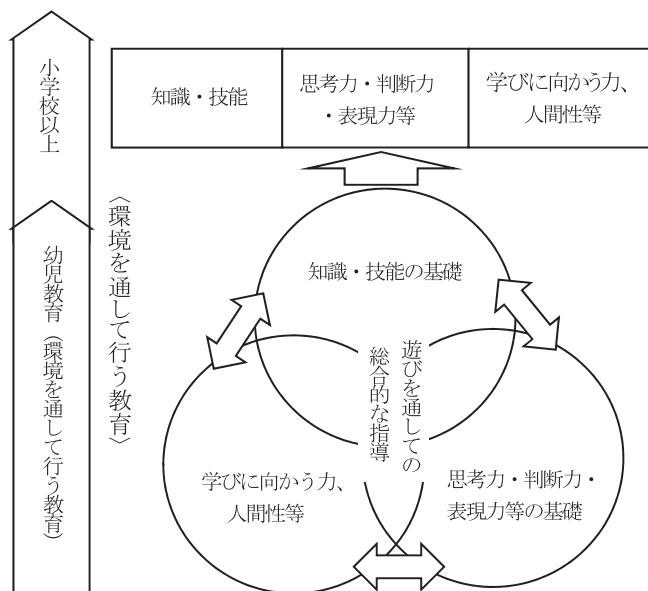 小学校以上
知識・技能
思考力・判断力
・表現力等
学びに向かう力、
人間性等
幼児教育（環境を通して行う教育）
〈環境を通して行う教育〉
知識・技能の基礎
遊びを通しての
総合的な指導
学びに向かう力、
人間性等
思考力・判断力・
表現力等の基礎